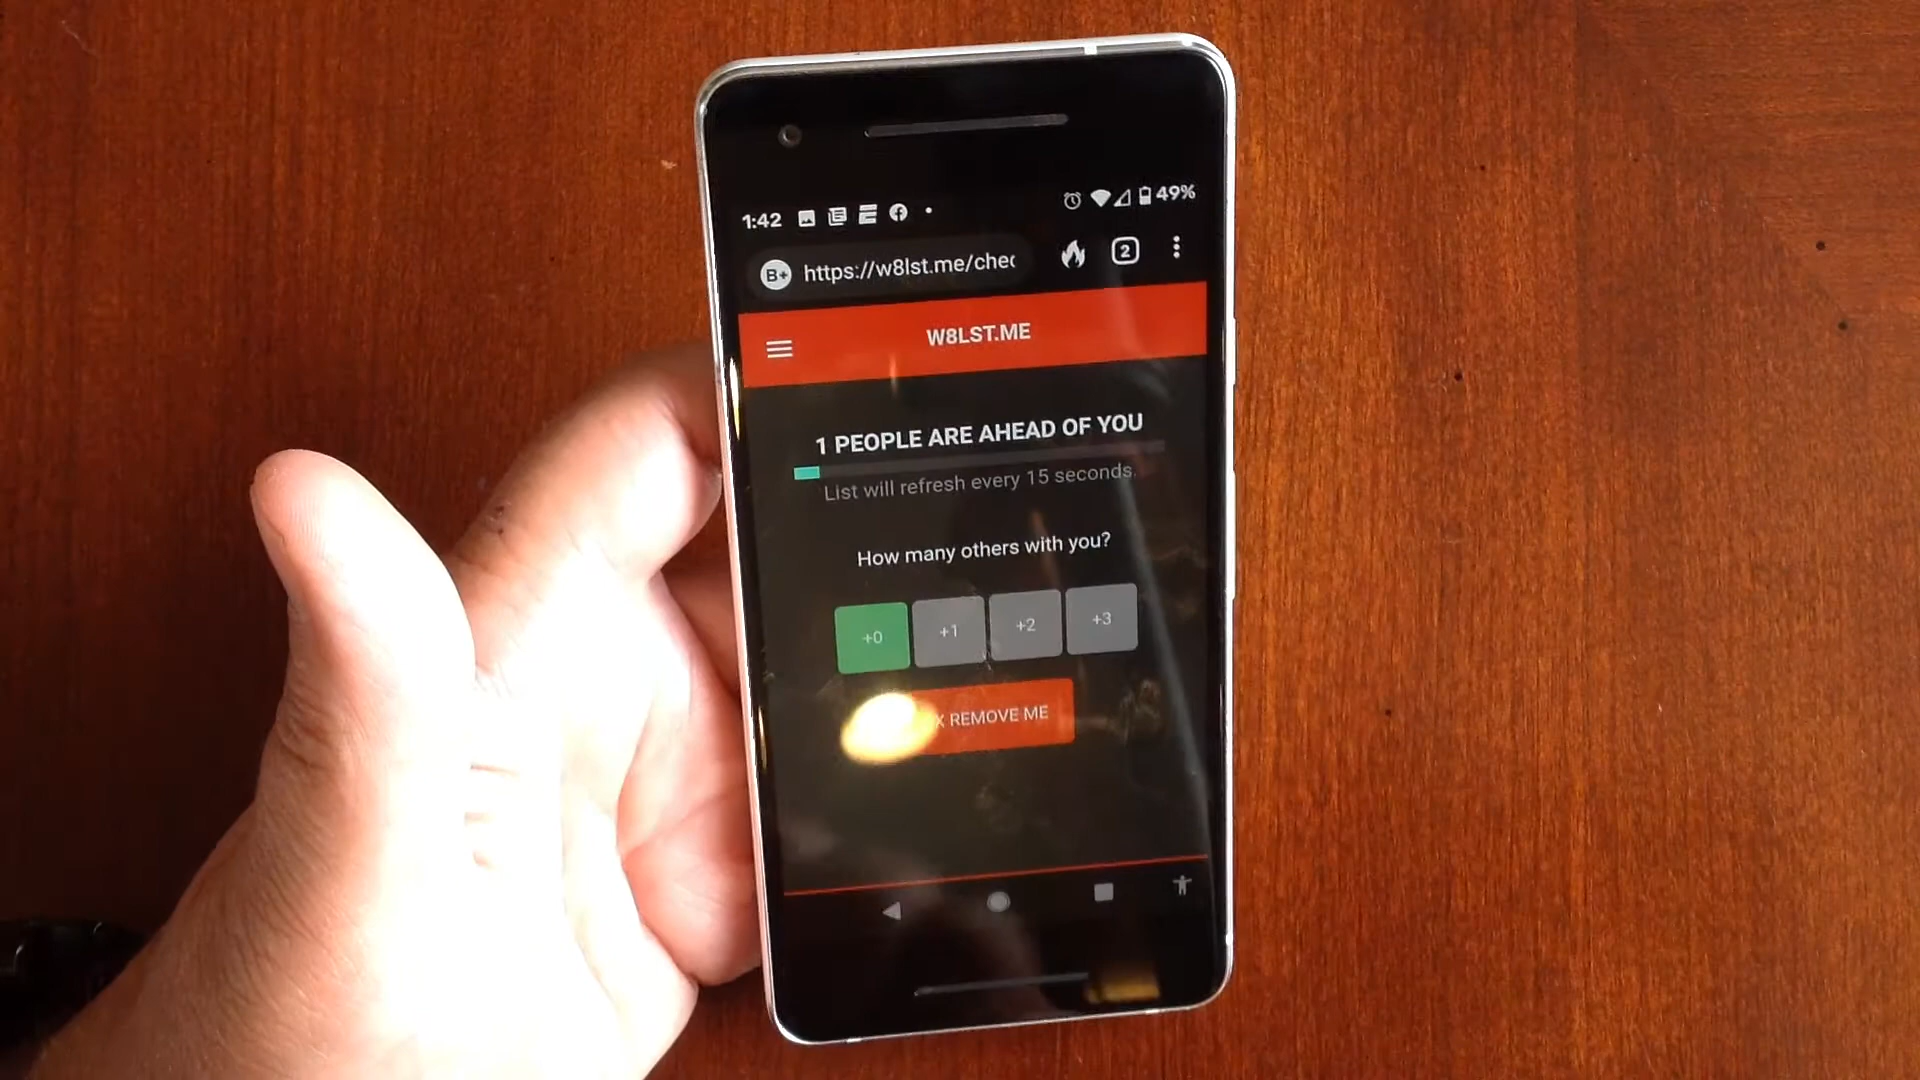 1:42
49%
B+ https://w8lst.me/chec
2
W8LST.ME
1 PEOPLE ARE AHEAD OF YOU
List will refresh every 15 seconds.
How many others with you?
+0 +1 +2 +3
X REMOVE ME